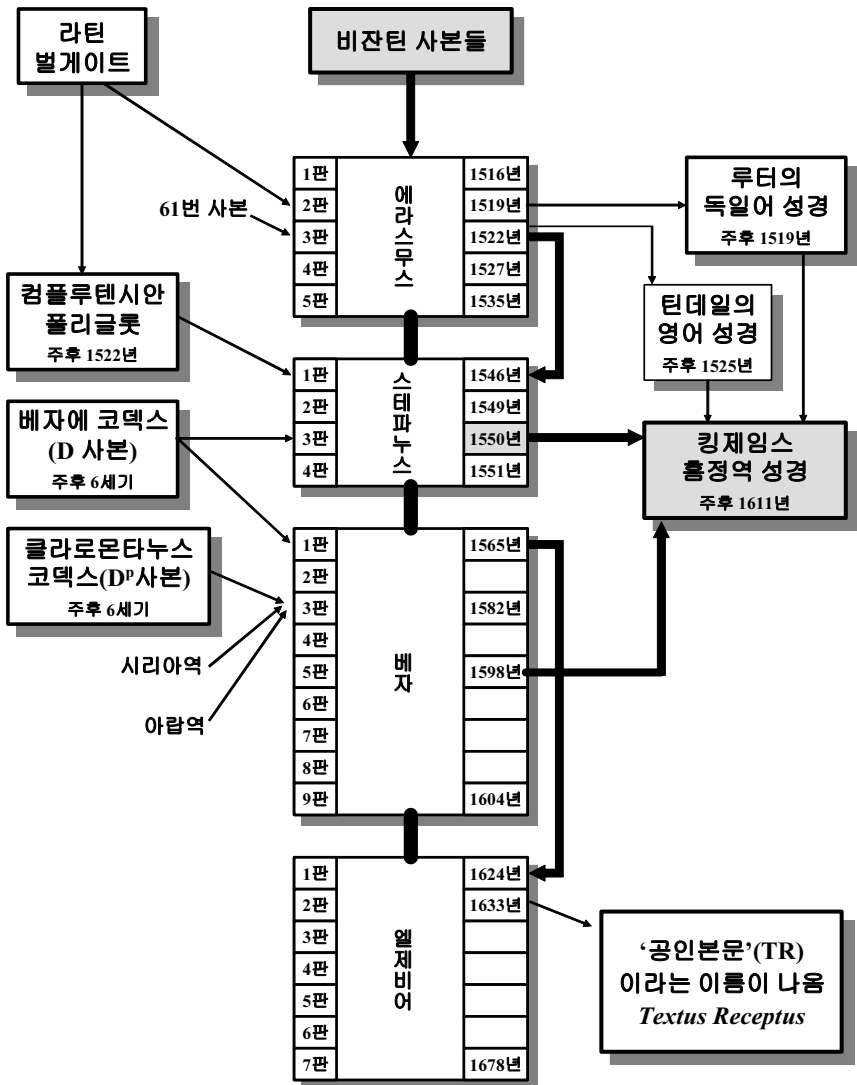 라틴
벌게이트
비잔틴 사본들
1판 1516년
2판 1519년
3판 1522년
4판 1527년
5판 1535년
에라스무스
61번 사본
루터의
독일어 성경
주후 1519년
컴플루텐시안
폴리글롯
주후 1522년
틴데일의
영어 성경
주후 1525년
1판 1546년
2판 1549년
3판 1550년
4판 1551년
스테파누스
베자에 코덱스
(D 사본)
주후 6세기
킹제임스
흠정역 성경
주후 1611년
클라로몬타누스
코덱스(Dᵖ사본)
주후 6세기
시리아역
아랍역
1판 1565년
2판
3판 1582년
4판
5판 1598년
6판
7판
8판
9판 1604년
베자
1판 1624년
2판 1633년
3판
4판
5판
6판
7판 1678년
엘제비어
‘공인본문’(TR)
이라는 이름이 나옴
Textus Receptus